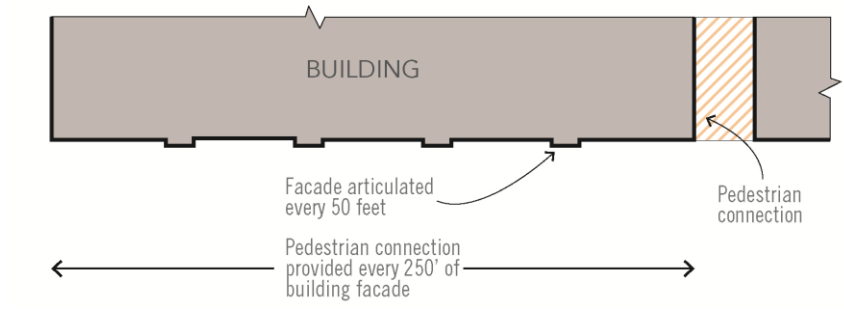 BUILDING
Facade articulated
every 50 feet
Pedestrian
connection
Pedestrian connection
provided every 250' of
building facade